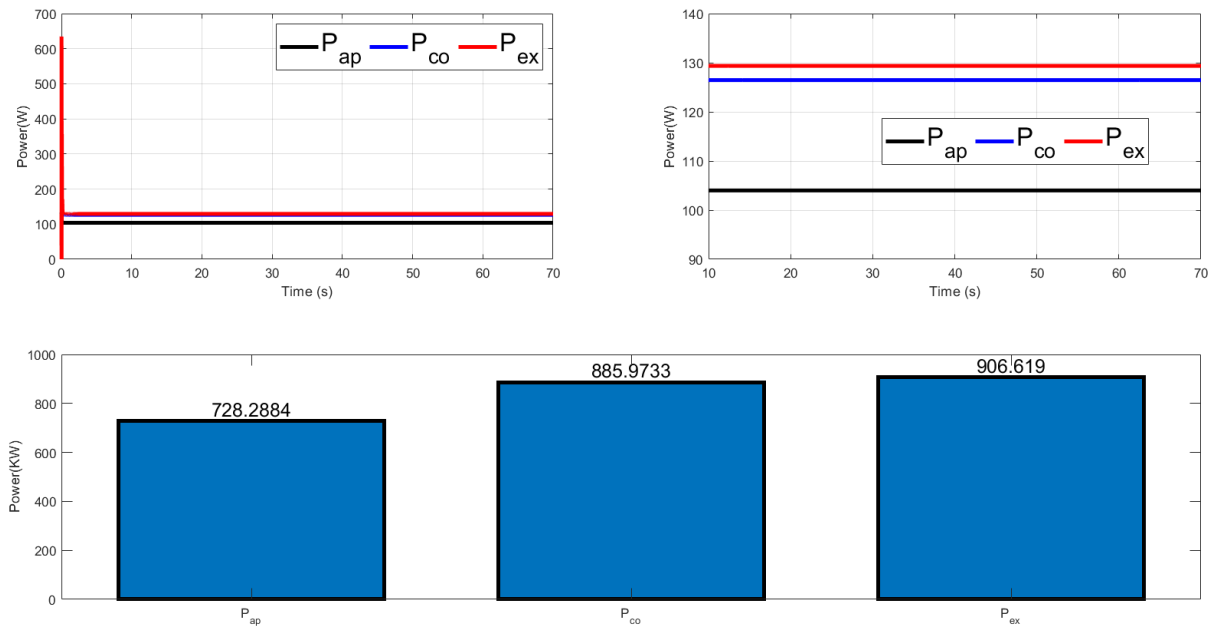 700
600
500
400
300
200
100
0
Power(W)
P_ap P_co P_ex
0 10 20 30 40 50 60 70
Time (s)
140
130
120
110
100
90
Power(W)
P_ap P_co P_ex
10 20 30 40 50 60 70
Time (s)
1000
800
600
400
200
0
Power(KW)
728.2884
885.9733
906.619
P_ap P_co P_ex